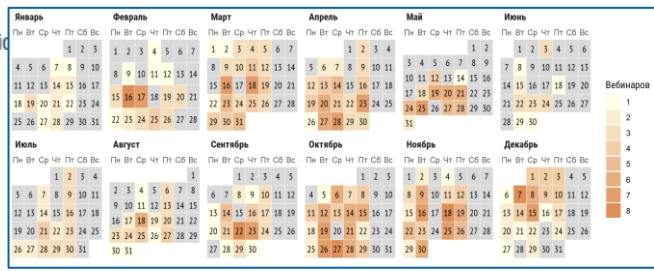 Январь
Пн Вт Ср Чт Пт Сб Вс
1 2 3
4 5 6 7 8 9 10
11 12 13 14 15 16 17
18 19 20 21 22 23 24
25 26 27 28 29 30 31
Февраль
Пн Вт Ср Чт Пт Сб Вс
1 2 3 4 5 6 7
8 9 10 11 12 13 14
15 16 17 18 19 20 21
22 23 24 25 26 27 28
Март
Пн Вт Ср Чт Пт Сб Вс
1 2 3 4 5 6 7
8 9 10 11 12 13 14
15 16 17 18 19 20 21
22 23 24 25 26 27 28
29 30 31
Апрель
Пн Вт Ср Чт Пт Сб Вс
1 2 3 4
5 6 7 8 9 10 11
12 13 14 15 16 17 18
19 20 21 22 23 24 25
26 27 28 29 30
Май
Пн Вт Ср Чт Пт Сб Вс
1 2
3 4 5 6 7 8 9
10 11 12 13 14 15 16
17 18 19 20 21 22 23
24 25 26 27 28 29 30
31
Июнь
Пн Вт Ср Чт Пт Сб Вс
1 2 3 4 5 6
7 8 9 10 11 12 13
14 15 16 17 18 19 20
21 22 23 24 25 26 27
28 29 30
Июль
Пн Вт Ср Чт Пт Сб Вс
1 2 3 4
5 6 7 8 9 10 11
12 13 14 15 16 17 18
19 20 21 22 23 24 25
26 27 28 29 30 31
Август
Пн Вт Ср Чт Пт Сб Вс
1
2 3 4 5 6 7 8
9 10 11 12 13 14 15
16 17 18 19 20 21 22
23 24 25 26 27 28 29
30 31
Сентябрь
Пн Вт Ср Чт Пт Сб Вс
1 2 3 4 5
6 7 8 9 10 11 12
13 14 15 16 17 18 19
20 21 22 23 24 25 26
27 28 29 30
Октябрь
Пн Вт Ср Чт Пт Сб Вс
1 2 3
4 5 6 7 8 9 10
11 12 13 14 15 16 17
18 19 20 21 22 23 24
25 26 27 28 29 30 31
Ноябрь
Пн Вт Ср Чт Пт Сб Вс
1 2 3 4 5 6 7
8 9 10 11 12 13 14
15 16 17 18 19 20 21
22 23 24 25 26 27 28
29 30
Декабрь
Пн Вт Ср Чт Пт Сб Вс
1 2 3 4 5
6 7 8 9 10 11 12
13 14 15 16 17 18 19
20 21 22 23 24 25 26
27 28 29 30 31
Вебинаров
1
2
3
4
5
6
7
8